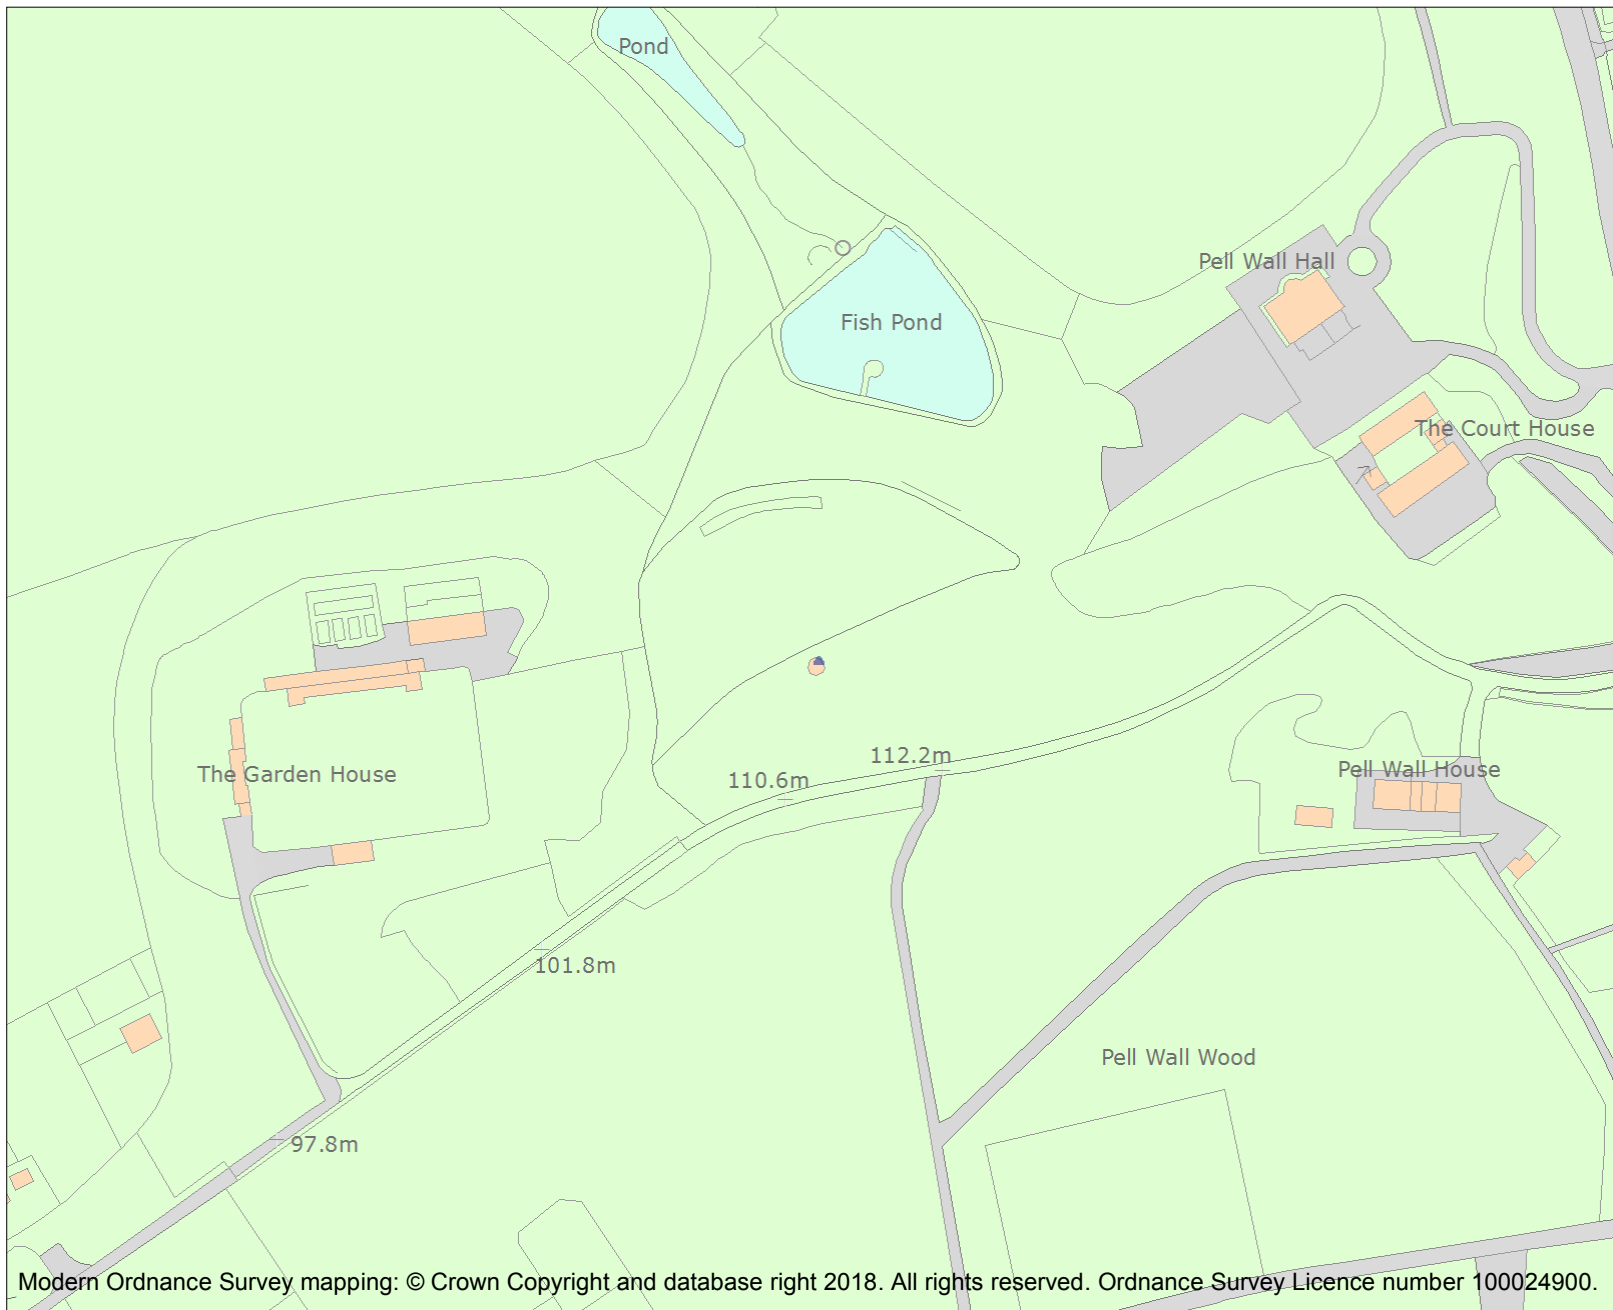 Pond
Pell Wall Hall
Fish Pond
The Court House
112.2m
Pell Wall House
The Garden House
110.6m
101.8m
Pell Wall Wood
97.8m
Modern Ordnance Survey mapping: © Crown Copyright and database right 2018. All rights reserved. Ordnance Survey Licence number 100024900.